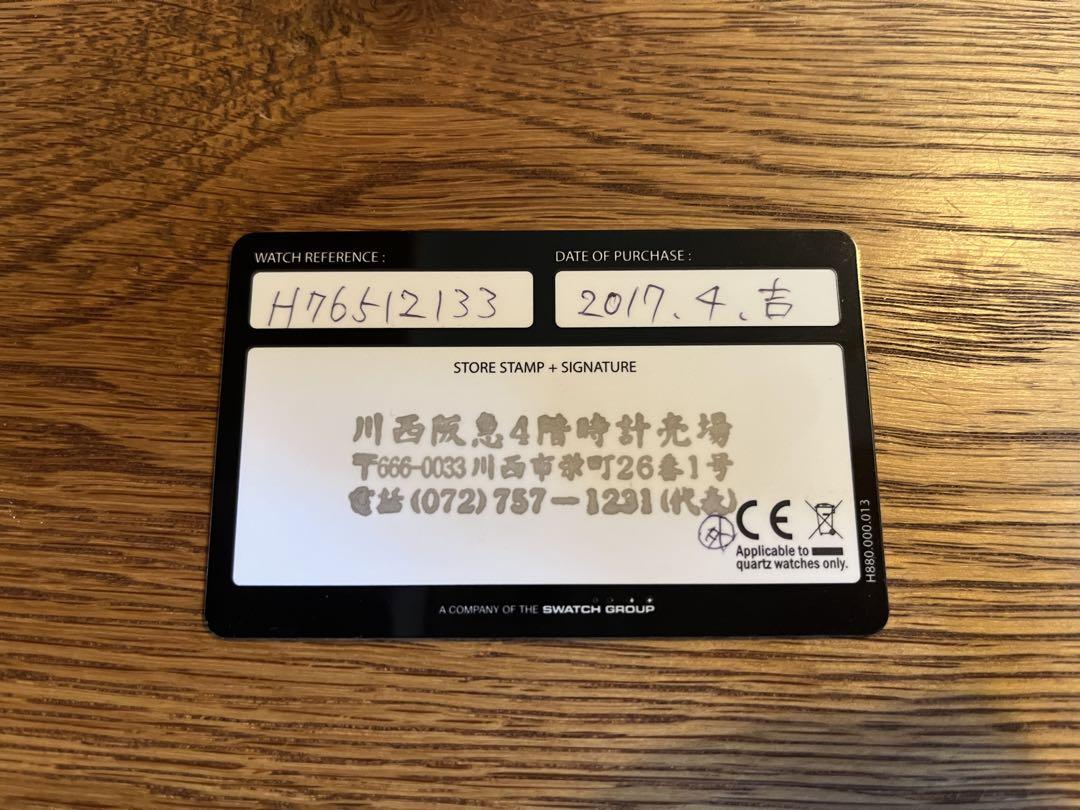 WATCH REFERENCE :
DATE OF PURCHASE :
H76512133
2017.4.吉
STORE STAMP + SIGNATURE
川西阪急4階時計売場
〒666-0033 川西市栄町26番1号
電話 (072) 757-1231 (代表)
CE
Applicable to
quartz watches only.
H880.000.013
A COMPANY OF THE SWATCH GROUP